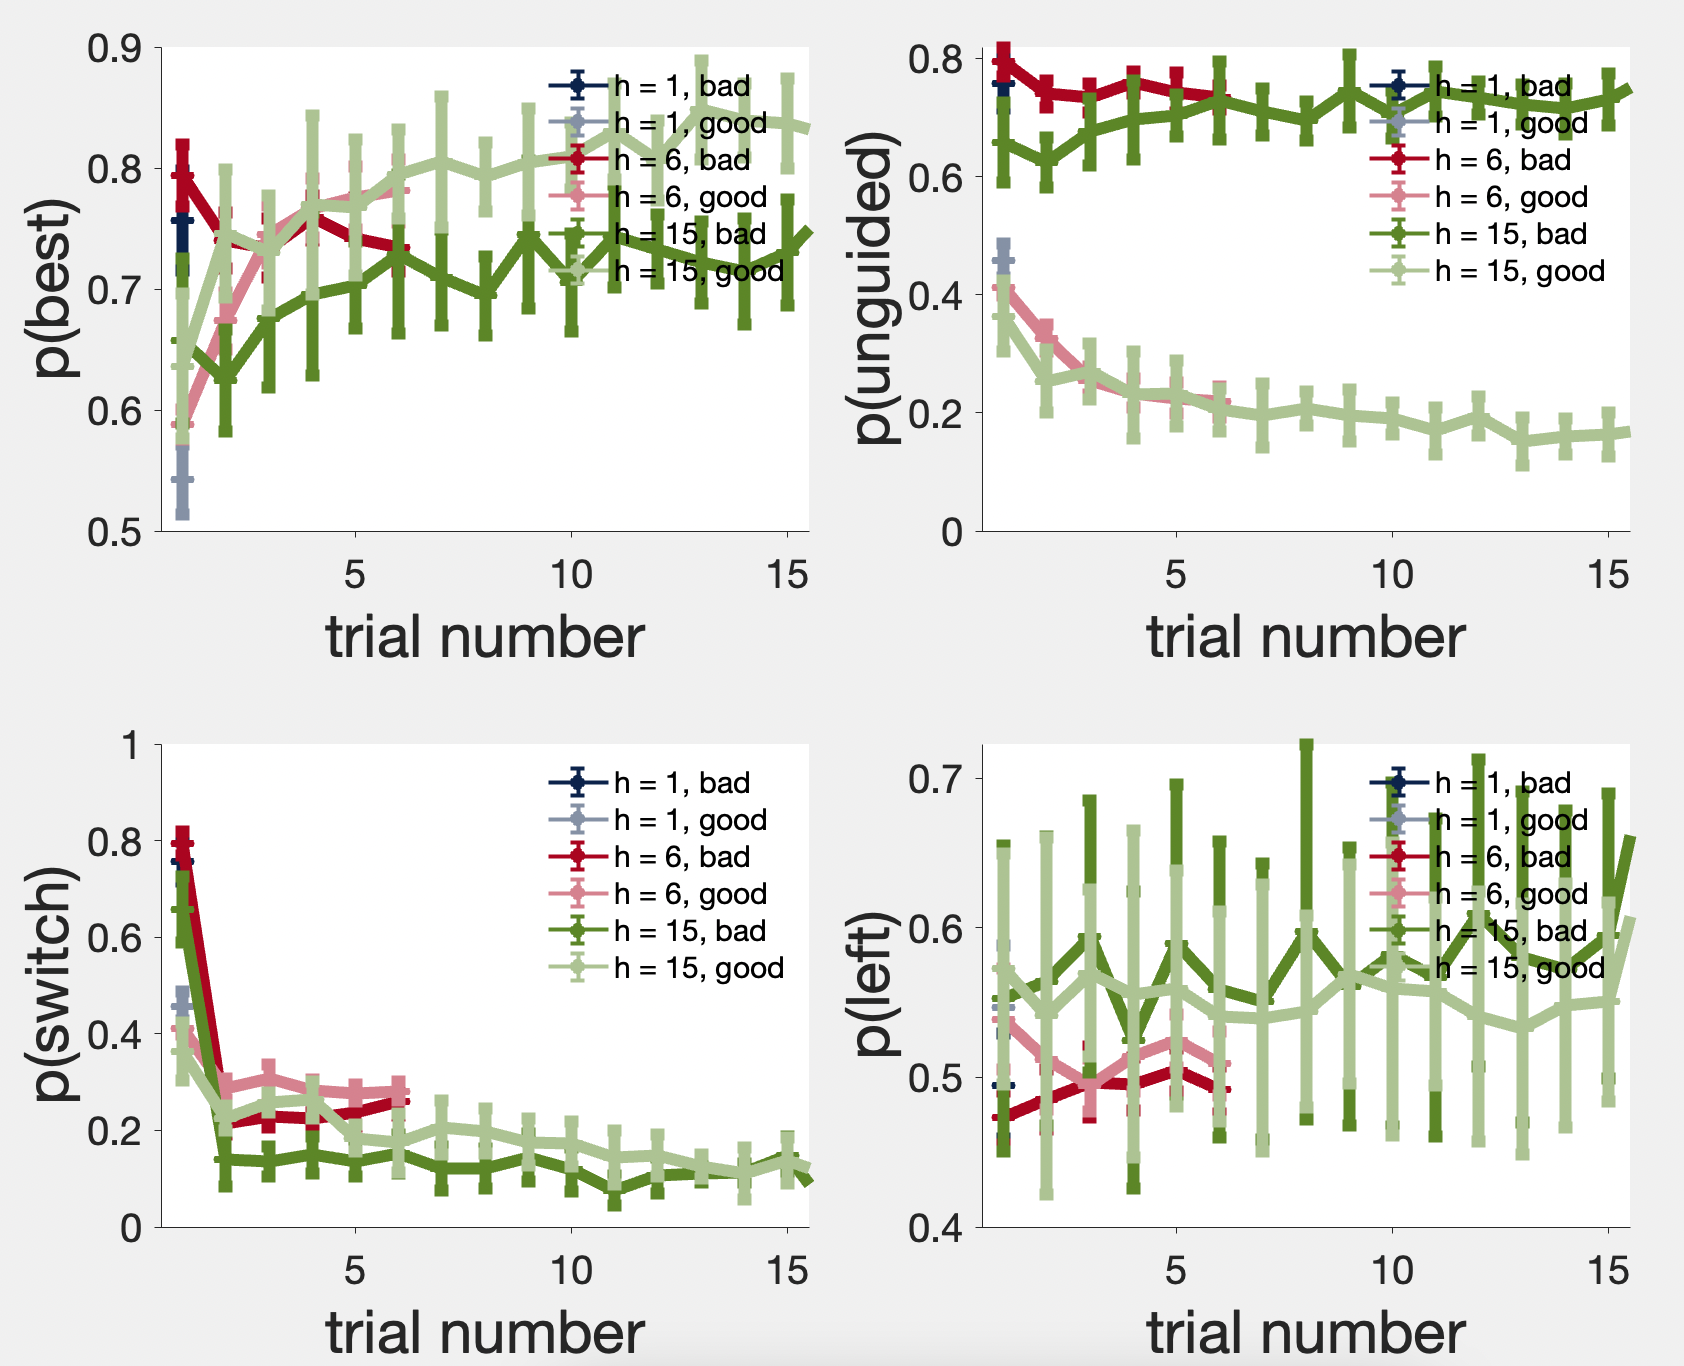 p(best)
0.9
0.8
0.7
0.6
0.5
5
10
15
trial number
h = 1, bad
h = 1, good
h = 6, bad
h = 6, good
h = 15, bad
h = 15, good
p(unguided)
0.8
0.6
0.4
0.2
0
5
10
15
trial number
h = 1, bad
h = 1, good
h = 6, bad
h = 6, good
h = 15, bad
h = 15, good
p(switch)
1
0.8
0.6
0.4
0.2
0
5
10
15
trial number
h = 1, bad
h = 1, good
h = 6, bad
h = 6, good
h = 15, bad
h = 15, good
p(left)
0.7
0.6
0.5
0.4
5
10
15
trial number
h = 1, bad
h = 1, good
h = 6, bad
h = 6, good
h = 15, bad
h = 15, good